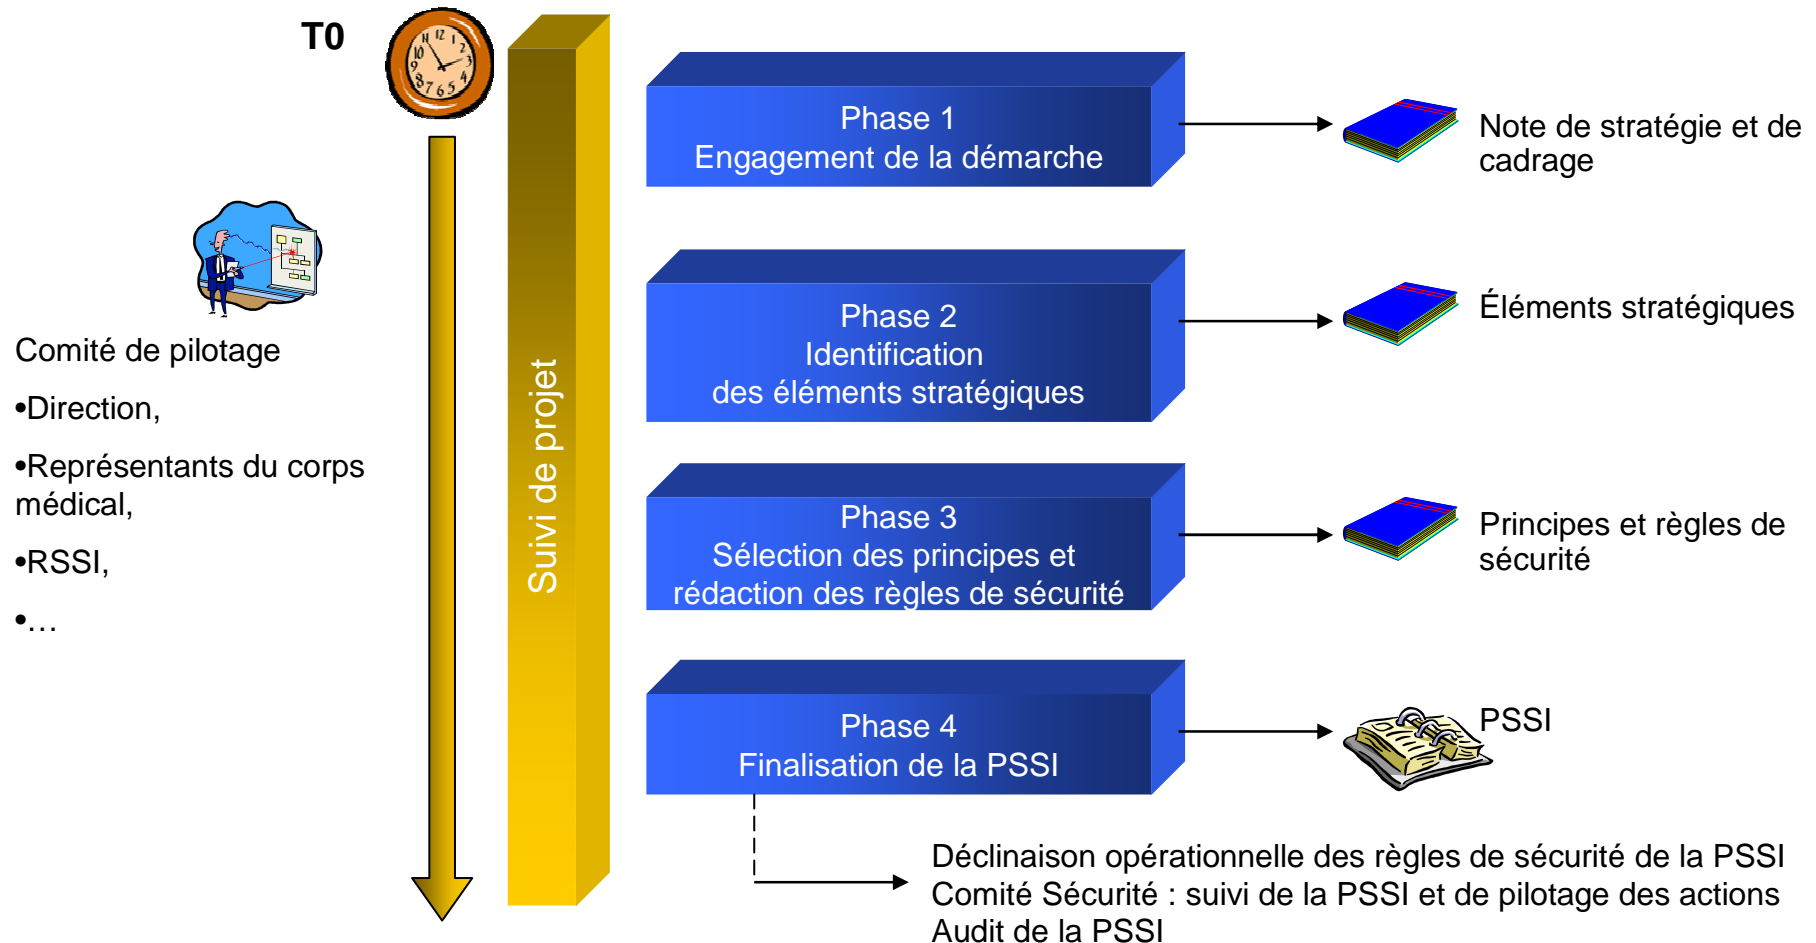 T0
Phase 1
Engagement de la démarche
Note de stratégie et de
cadrage
Phase 2
Identification
des éléments stratégiques
Éléments stratégiques
Comité de pilotage
•Direction,
•Représentants du corps
médical,
•RSSI,
•…
Suivi de projet
Phase 3
Sélection des principes et
rédaction des règles de sécurité
Principes et règles de
sécurité
Phase 4
Finalisation de la PSSI
PSSI
Déclinaison opérationnelle des règles de sécurité de la PSSI
Comité Sécurité : suivi de la PSSI et de pilotage des actions
Audit de la PSSI